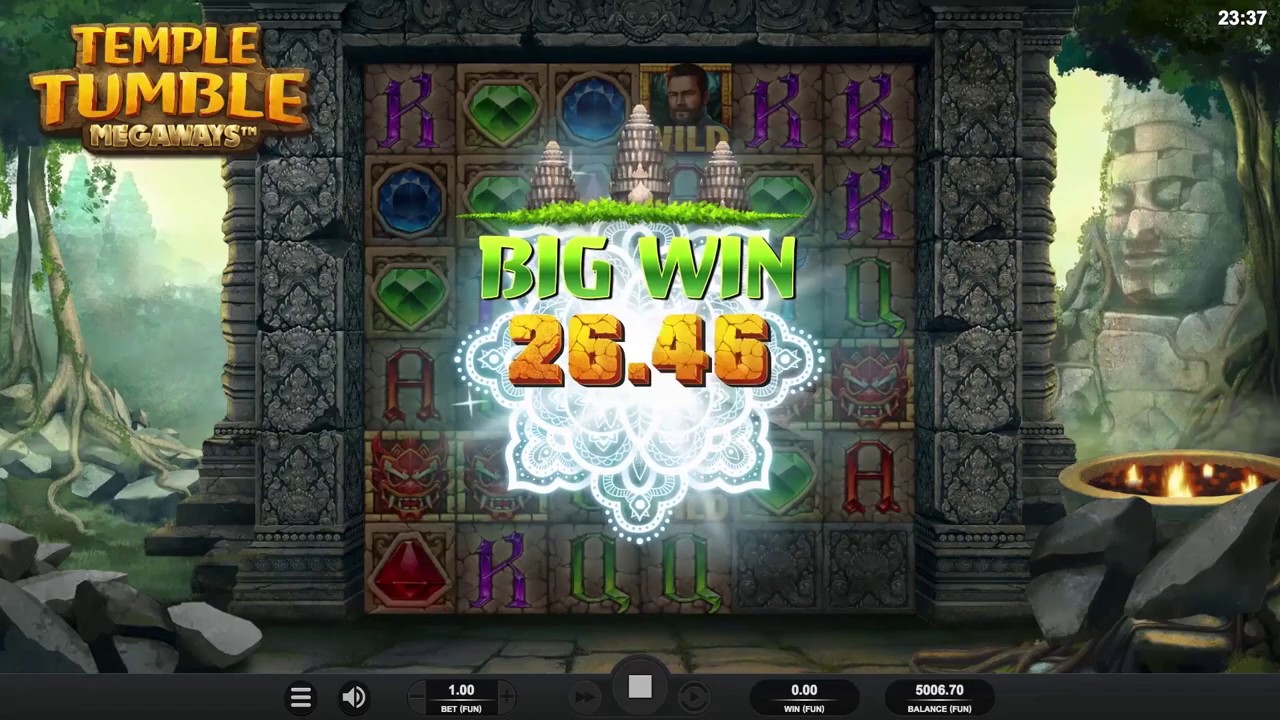 23:37
TEMPLE
TUMBLE
MEGAWAYS™
K K K
WILD
K
BIG WIN
Q
26.46
A
A
K Q Q
1.00
BET (FUN)
0.00
WIN (FUN)
5006.70
BALANCE (FUN)